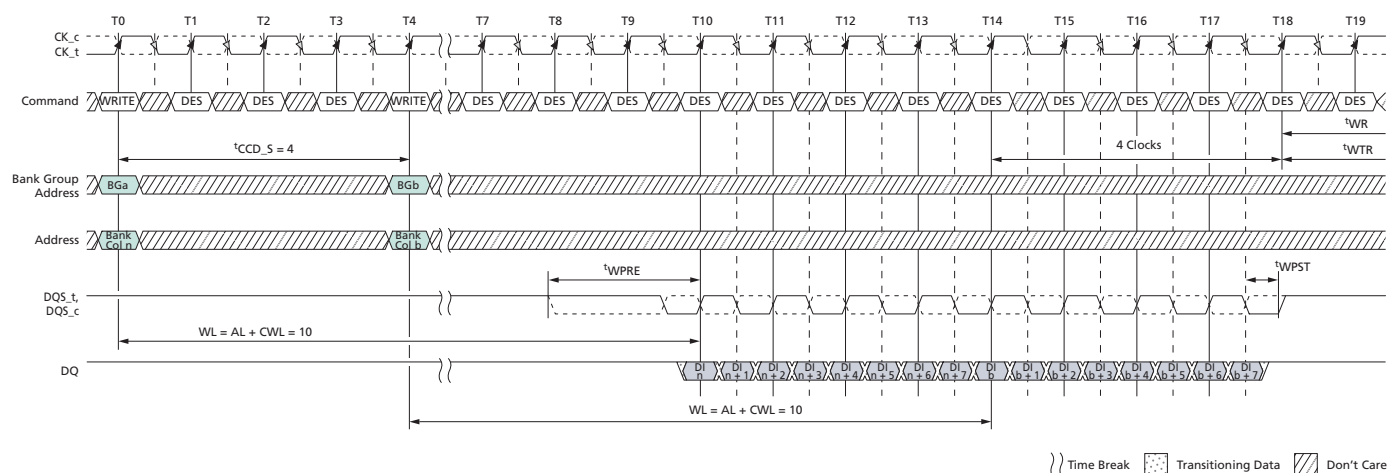 T0 T1 T2 T3 T4 T7 T8 T9 T10 T11 T12 T13 T14 T15 T16 T17 T18 T19
CK_c
CK_t
Command WRITE DES DES DES WRITE DES DES DES DES DES DES DES DES DES DES DES DES DES
tWR
tCCD_S = 4 4 Clocks tWTR
Bank Group
Address BGa BGb
Address Bank
Col n Bank
Col b
tWPRE tWPST
DQS_t,
DQS_c
WL = AL + CWL = 10
DQ DI
n DI
n + 1 DI
n + 2 DI
n + 3 DI
n + 4 DI
n + 5 DI
n + 6 DI
n + 7 DI
b DI
b + 1 DI
b + 2 DI
b + 3 DI
b + 4 DI
b + 5 DI
b + 6 DI
b + 7
WL = AL + CWL = 10
Time Break Transitioning Data Don't Care